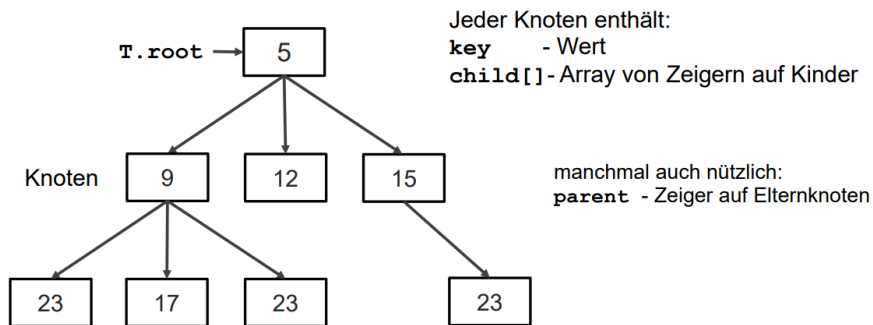 Jeder Knoten enthält:
T.root
5
key - Wert
child[]- Array von Zeigern auf Kinder
Knoten
9
12
15
manchmal auch nützlich:
parent - Zeiger auf Elternknoten
23
17
23
23